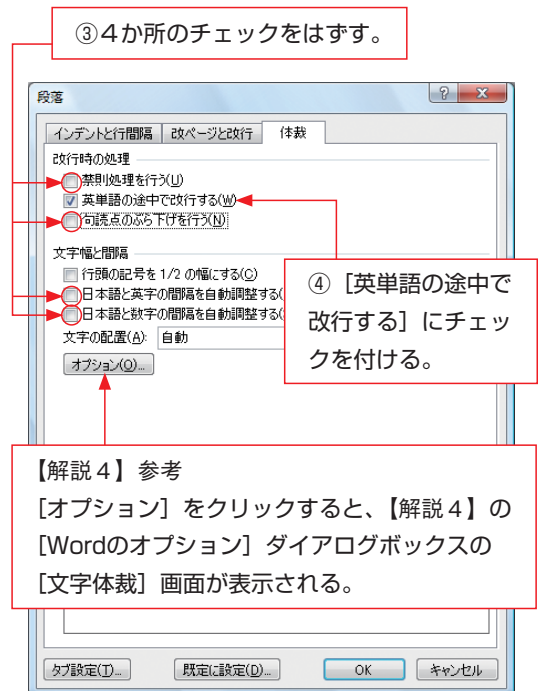 ③4か所のチェックをはずす。
段落
インデントと行間隔 改ページと改行 体裁
改行時の処理
禁則処理を行う(U)
英単語の途中で改行する(W)
句読点のぶら下げを行う(N)
文字幅と間隔
行頭の記号を 1/2 の幅にする(C)
日本語と英字の間隔を自動調整する(
日本語と数字の間隔を自動調整する(
文字の配置(A): 自動
オプション(O)...
④［英単語の途中で
改行する］にチェッ
クを付ける。
【解説4】参考
［オプション］をクリックすると、【解説4】の
［Wordのオプション］ダイアログボックスの
［文字体裁］画面が表示される。
タブ設定(T)... 既定に設定(D)... OK キャンセル